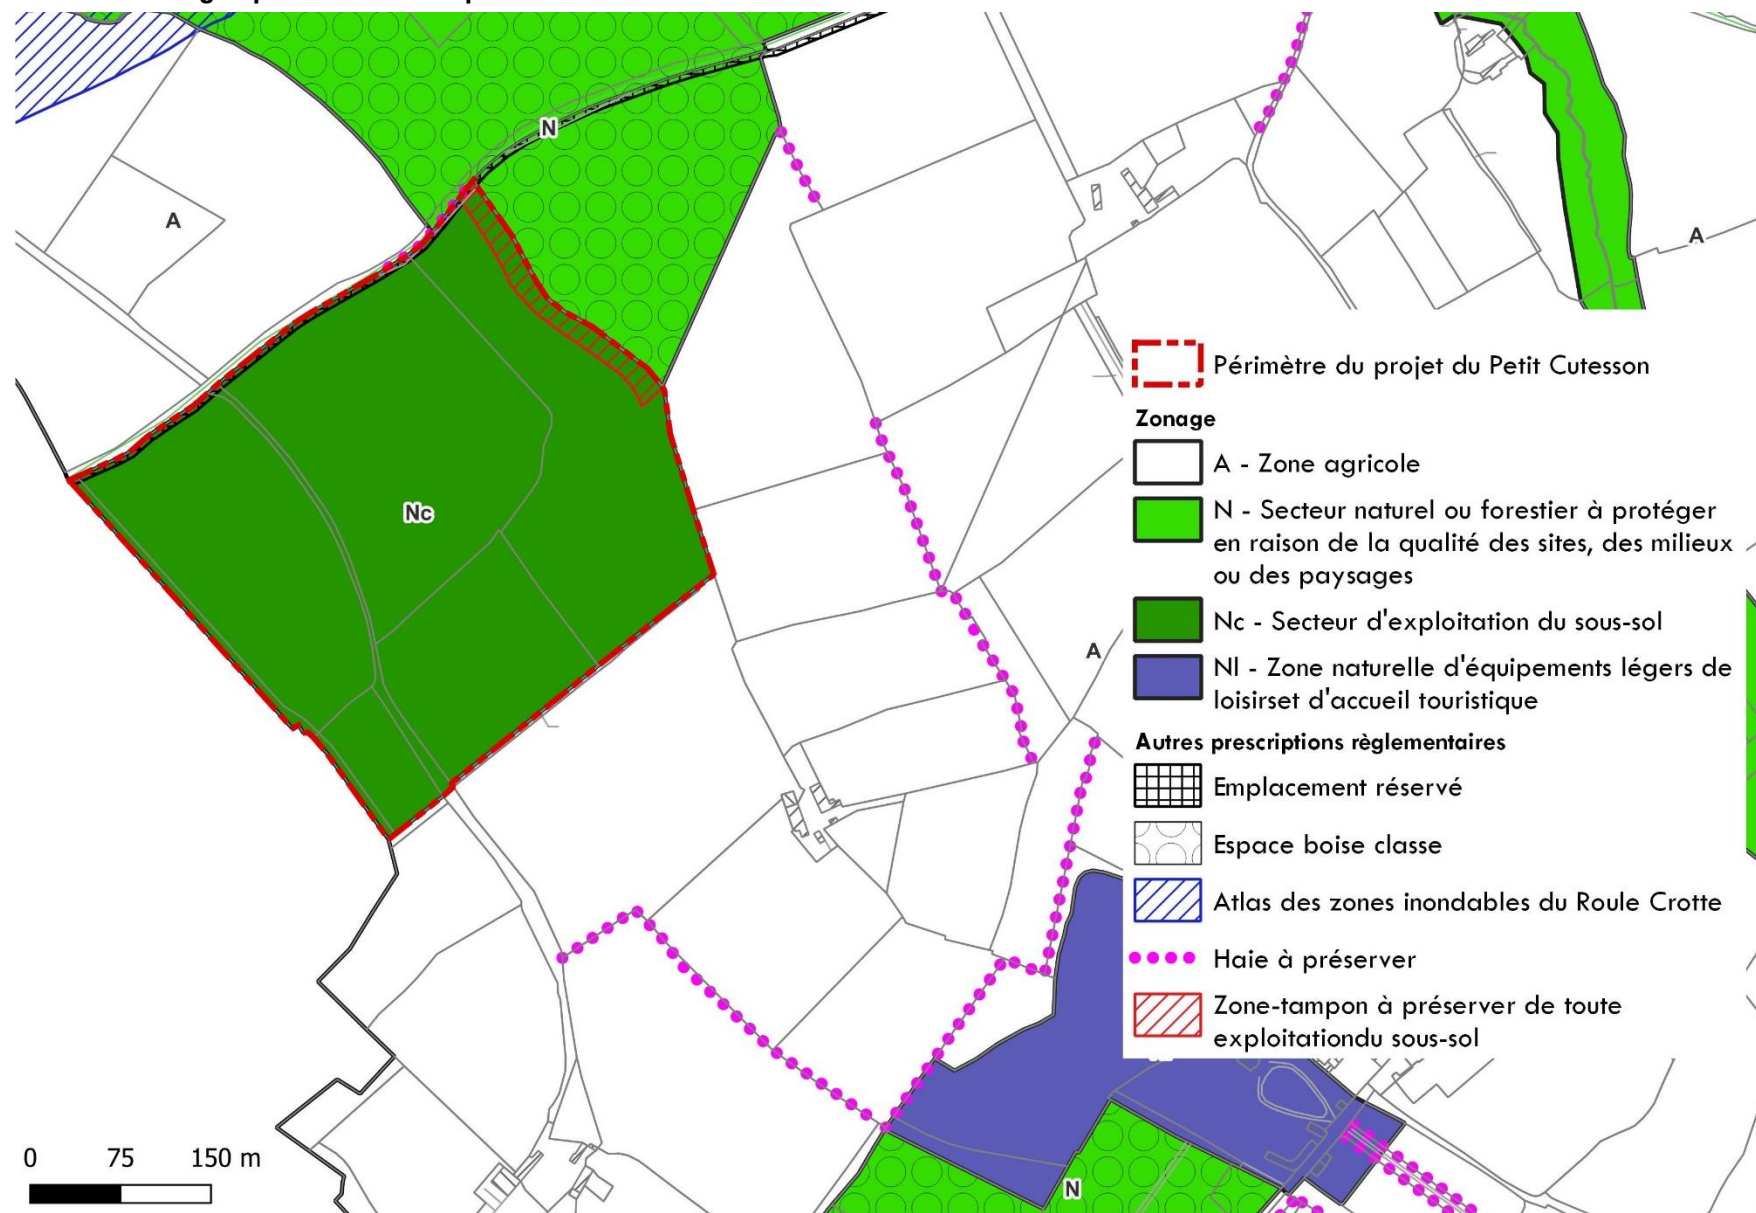 N
A
A
Périmètre du projet du Petit Cutesson
Zonage
A - Zone agricole
N - Secteur naturel ou forestier à protéger
en raison de la qualité des sites, des milieux
ou des paysages
Nc
Nc - Secteur d'exploitation du sous-sol
A
Nl - Zone naturelle d'équipements légers de
loisirset d'accueil touristique
Autres prescriptions règlementaires
Emplacement réservé
Espace boise classe
Atlas des zones inondables du Roule Crotte
Haie à préserver
Zone-tampon à préserver de toute
exploitationdu sous-sol
0 75 150 m
N